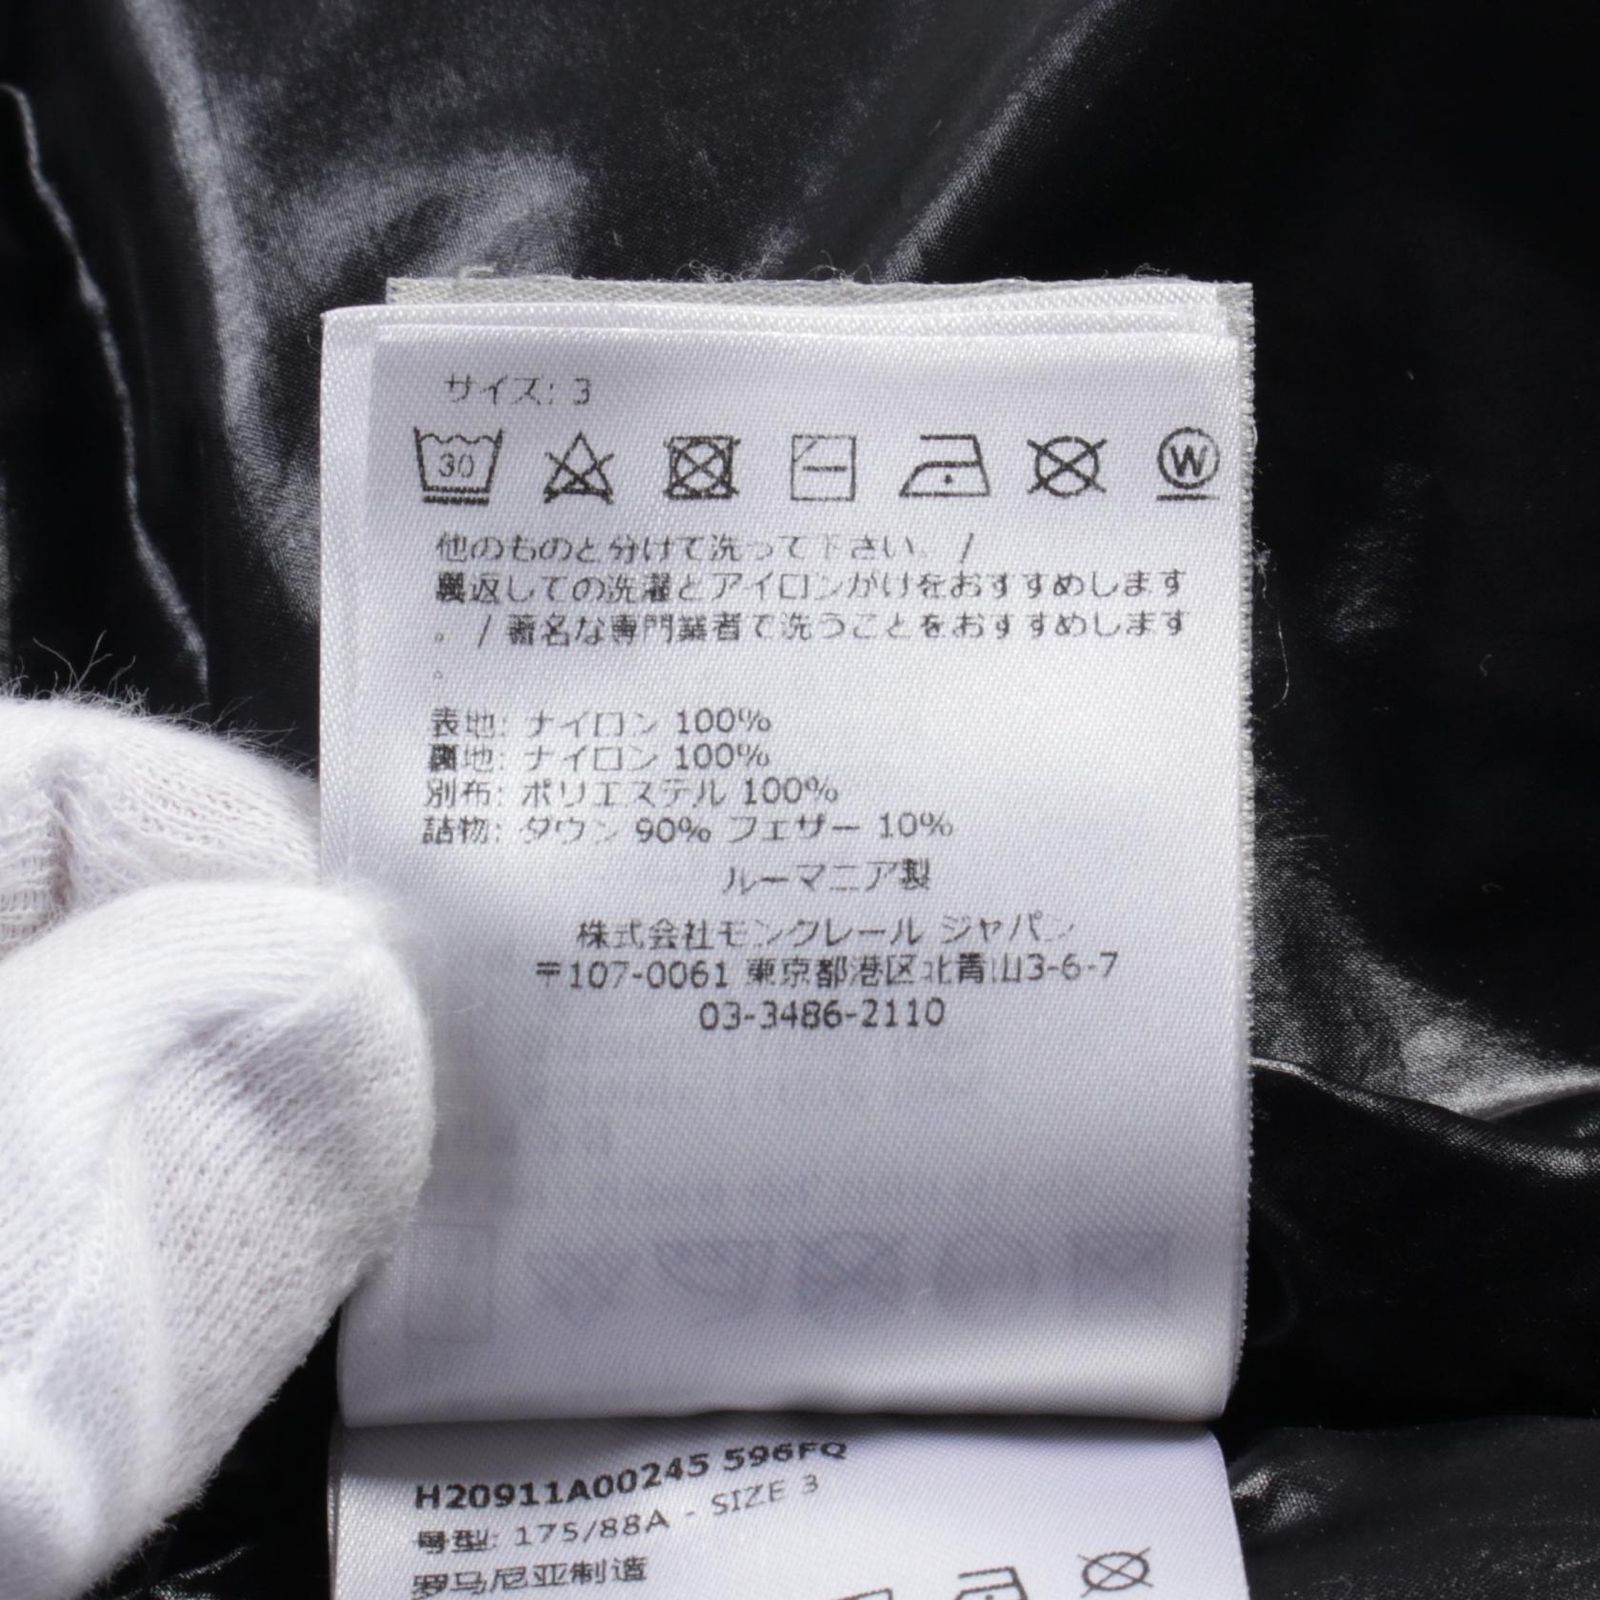 サイズ: 3
30
W
他のものと分けて洗って下さい。/
裏返しての洗濯とアイロンがけをおすすめします
。/ 著名な専門業者で洗うことをおすすめします
。
表地: ナイロン 100%
裏地: ナイロン 100%
別布: ポリエステル 100%
詰物: ダウン 90% フェザー 10%
ルーマニア製
株式会社モンクレール ジャパン
〒107-0061 東京都港区北青山3-6-7
03-3486-2110
H20911A00245 596FQ
号型: 175/88A - SIZE 3
罗马尼亚制造